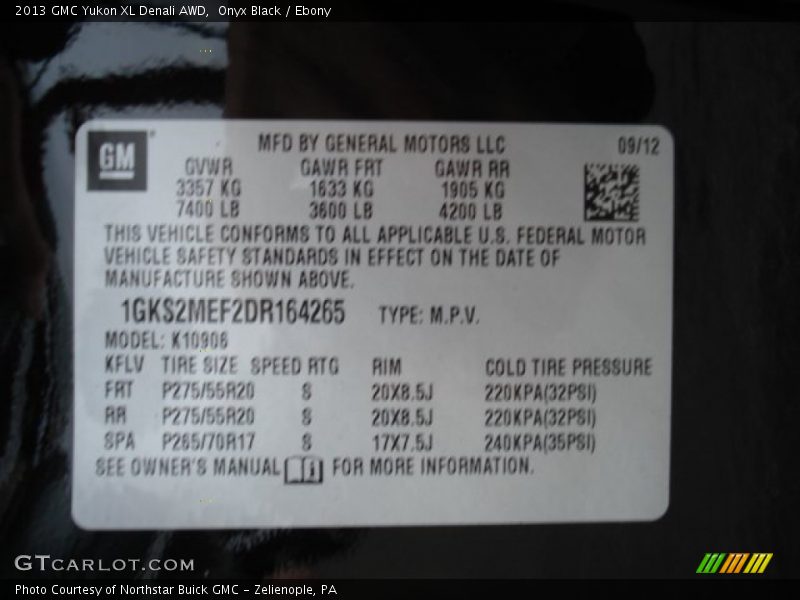 2013 GMC Yukon XL Denali AWD, Onyx Black / Ebony
GM
MFD BY GENERAL MOTORS LLC 09/12
GVWR GAWR FRT GAWR RR
3357 KG 1633 KG 1905 KG
7400 LB 3600 LB 4200 LB
THIS VEHICLE CONFORMS TO ALL APPLICABLE U.S. FEDERAL MOTOR
VEHICLE SAFETY STANDARDS IN EFFECT ON THE DATE OF
MANUFACTURE SHOWN ABOVE.
1GKS2MEF2DR164265 TYPE: M.P.V.
MODEL: K10906
KFLV TIRE SIZE SPEED RTG RIM COLD TIRE PRESSURE
FRT P275/55R20 S 20X8.5J 220KPA(32PSI)
RR P275/55R20 S 20X8.5J 220KPA(32PSI)
SPA P265/70R17 S 17X7.5J 240KPA(35PSI)
SEE OWNER'S MANUAL FOR MORE INFORMATION.
GTCARLOT.COM
Photo Courtesy of Northstar Buick GMC - Zelienople, PA